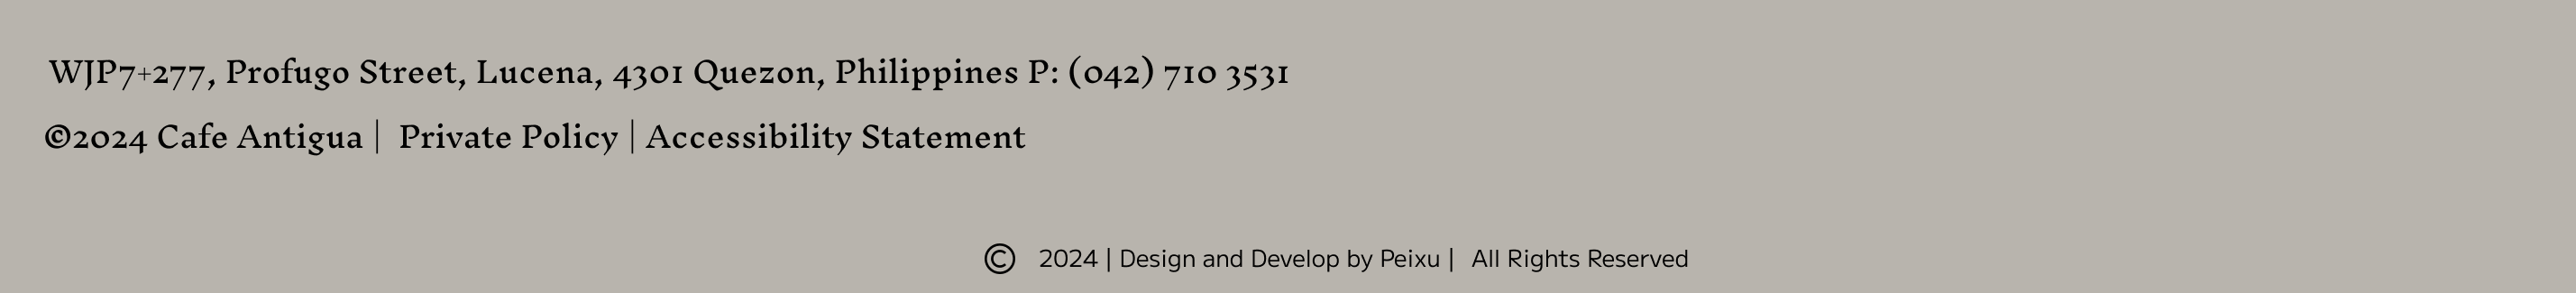 WJP7+277, Profugo Street, Lucena, 4301 Quezon, Philippines P: (042) 710 3531
©2024 Cafe Antigua | Private Policy | Accessibility Statement
© 2024 | Design and Develop by Peixu | All Rights Reserved